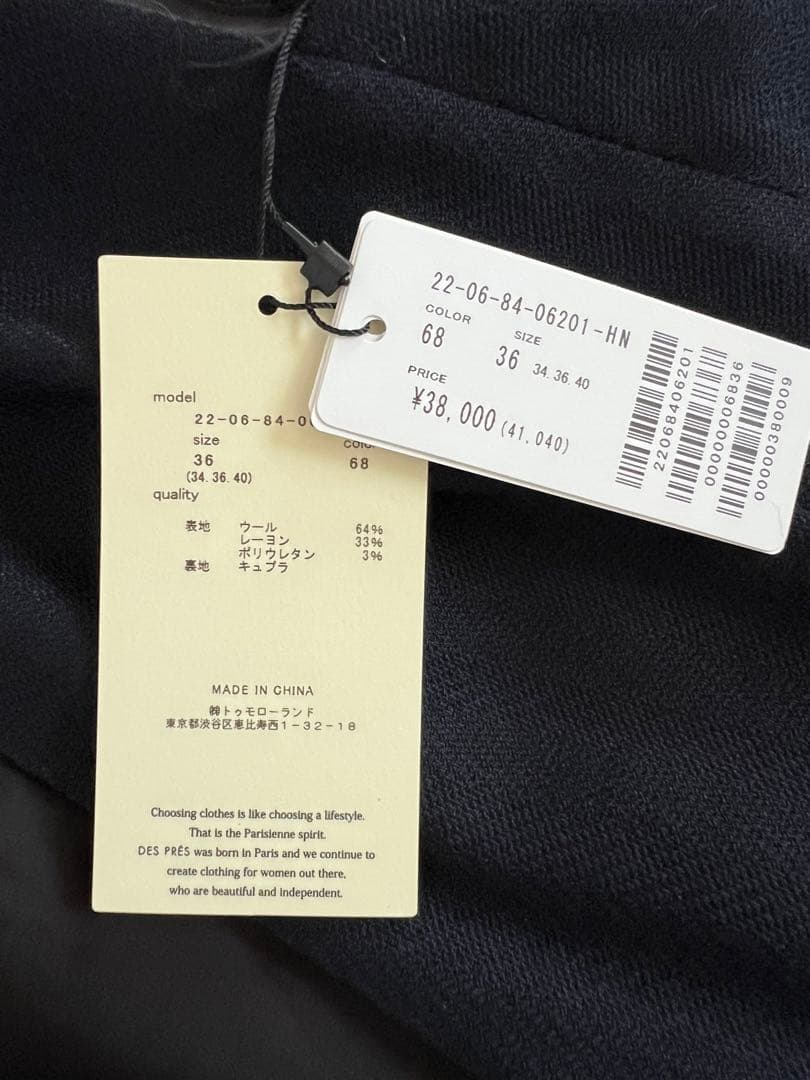 22-06-84-06201-HN
COLOR SIZE
68 36 34.36.40
PRICE
¥38,000(41,040)
22068406201
0000000006836
00000380009
model
22-06-84-0
size
36 68
(34.36.40)
quality
表地 ウール 64%
レーヨン 33%
ポリウレタン 3%
裏地 キュプラ
MADE IN CHINA
㈱トゥモローランド
東京都渋谷区恵比寿西1-32-18
Choosing clothes is like choosing a lifestyle.
That is the Parisienne spirit.
DES PRÉS was born in Paris and we continue to
create clothing for women out there,
who are beautiful and independent.